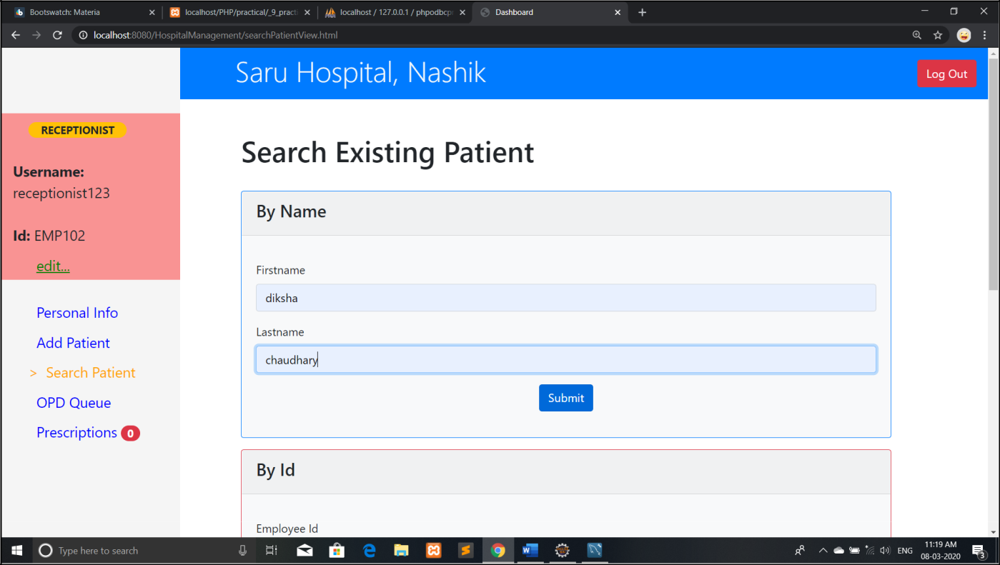 Bootswatch: Materia
localhost/PHP/practical/_9_practi
localhost / 127.0.0.1 / phpodbcpr
Dashboard
localhost:8080/HospitalManagement/searchPatientView.html
Saru Hospital, Nashik
Log Out
RECEPTIONIST
Username:
receptionist123
Id: EMP102
edit...
Personal Info
Add Patient
> Search Patient
OPD Queue
Prescriptions 0
Search Existing Patient
By Name
Firstname
diksha
Lastname
chaudhary
Submit
By Id
Employee Id
Type here to search
ENG
11:19 AM
08-03-2020
3